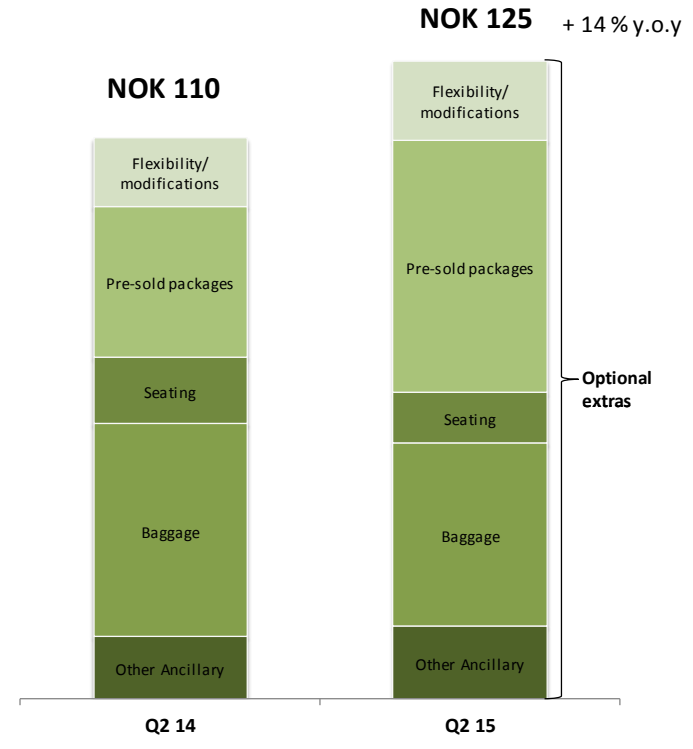 NOK 125
+ 14 % y.o.y
NOK 110
Flexibility/
modifications
Pre-sold packages
Seating
Baggage
Other Ancillary
Flexibility/
modifications
Pre-sold packages
Seating
Baggage
Other Ancillary
Optional
extras
Q2 14
Q2 15